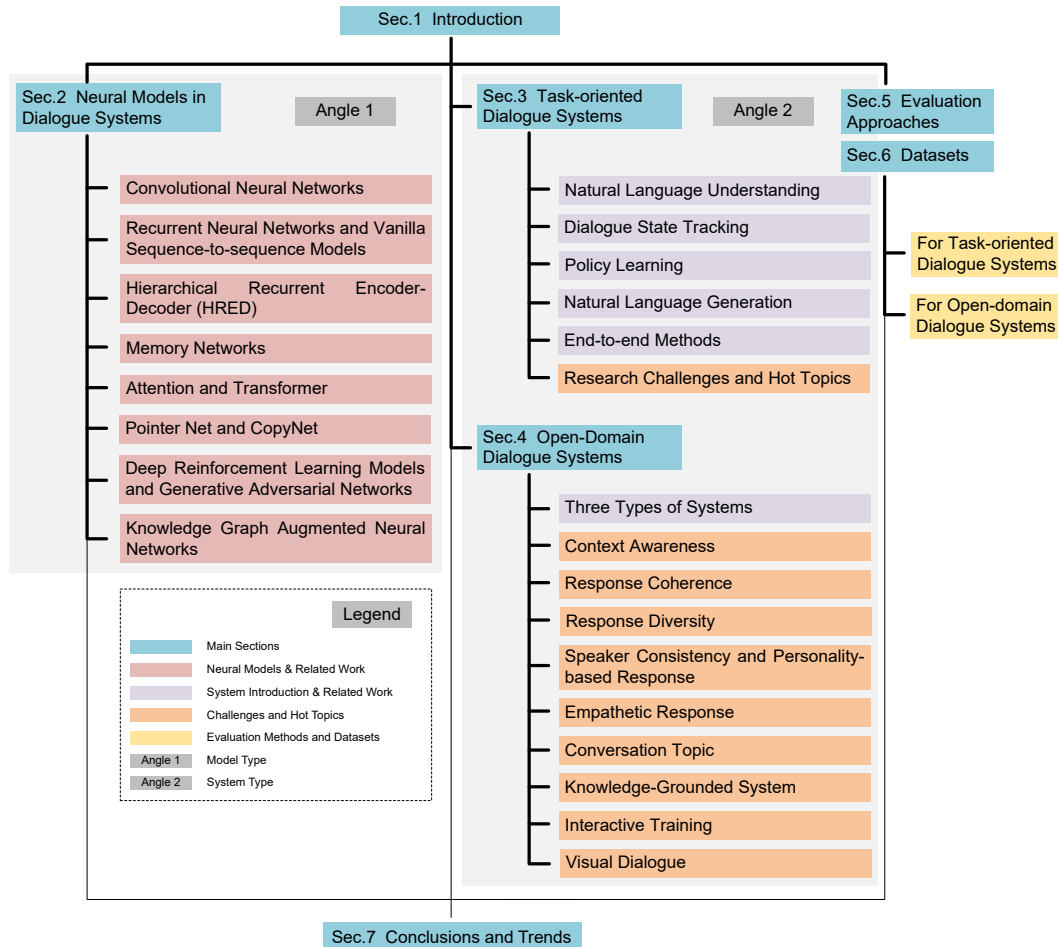 Sec.1 Introduction
Sec.2 Neural Models in
Dialogue Systems
Angle 1
Convolutional Neural Networks
Recurrent Neural Networks and Vanilla
Sequence-to-sequence Models
Hierarchical Recurrent Encoder-
Decoder (HRED)
Memory Networks
Attention and Transformer
Pointer Net and CopyNet
Deep Reinforcement Learning Models
and Generative Adversarial Networks
Knowledge Graph Augmented Neural
Networks
Sec.3 Task-oriented
Dialogue Systems
Angle 2
Natural Language Understanding
Dialogue State Tracking
Policy Learning
Natural Language Generation
End-to-end Methods
Research Challenges and Hot Topics
Sec.4 Open-Domain
Dialogue Systems
Three Types of Systems
Context Awareness
Response Coherence
Response Diversity
Speaker Consistency and Personality-
based Response
Empathetic Response
Conversation Topic
Knowledge-Grounded System
Interactive Training
Visual Dialogue
Sec.5 Evaluation
Approaches
Sec.6 Datasets
For Task-oriented
Dialogue Systems
For Open-domain
Dialogue Systems
Legend
Main Sections
Neural Models & Related Work
System Introduction & Related Work
Challenges and Hot Topics
Evaluation Methods and Datasets
Angle 1 Model Type
Angle 2 System Type
Sec.7 Conclusions and Trends